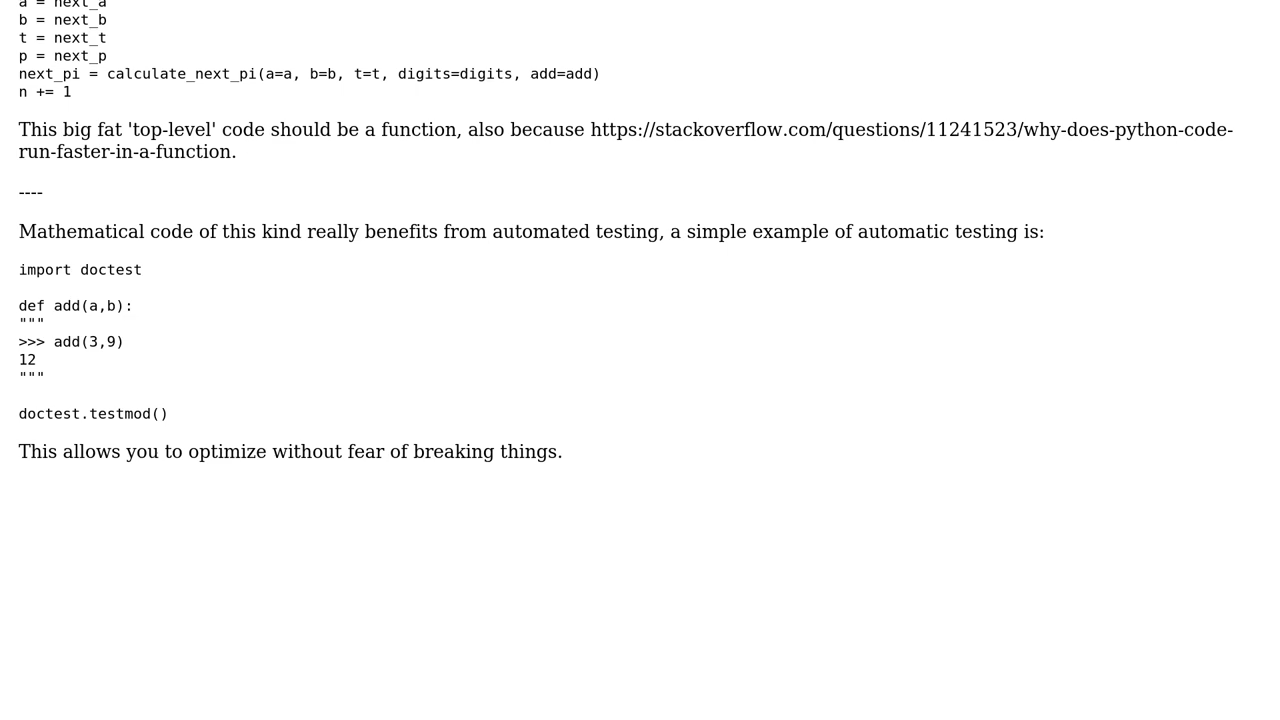 a = next_a
b = next_b
t = next_t
p = next_p
next_pi = calculate_next_pi(a=a, b=b, t=t, digits=digits, add=add)
n += 1
This big fat 'top-level' code should be a function, also because https://stackoverflow.com/questions/11241523/why-does-python-code-
run-faster-in-a-function.
----
Mathematical code of this kind really benefits from automated testing, a simple example of automatic testing is:
import doctest
def add(a,b):
"""
>>> add(3,9)
12
"""
doctest.testmod()
This allows you to optimize without fear of breaking things.